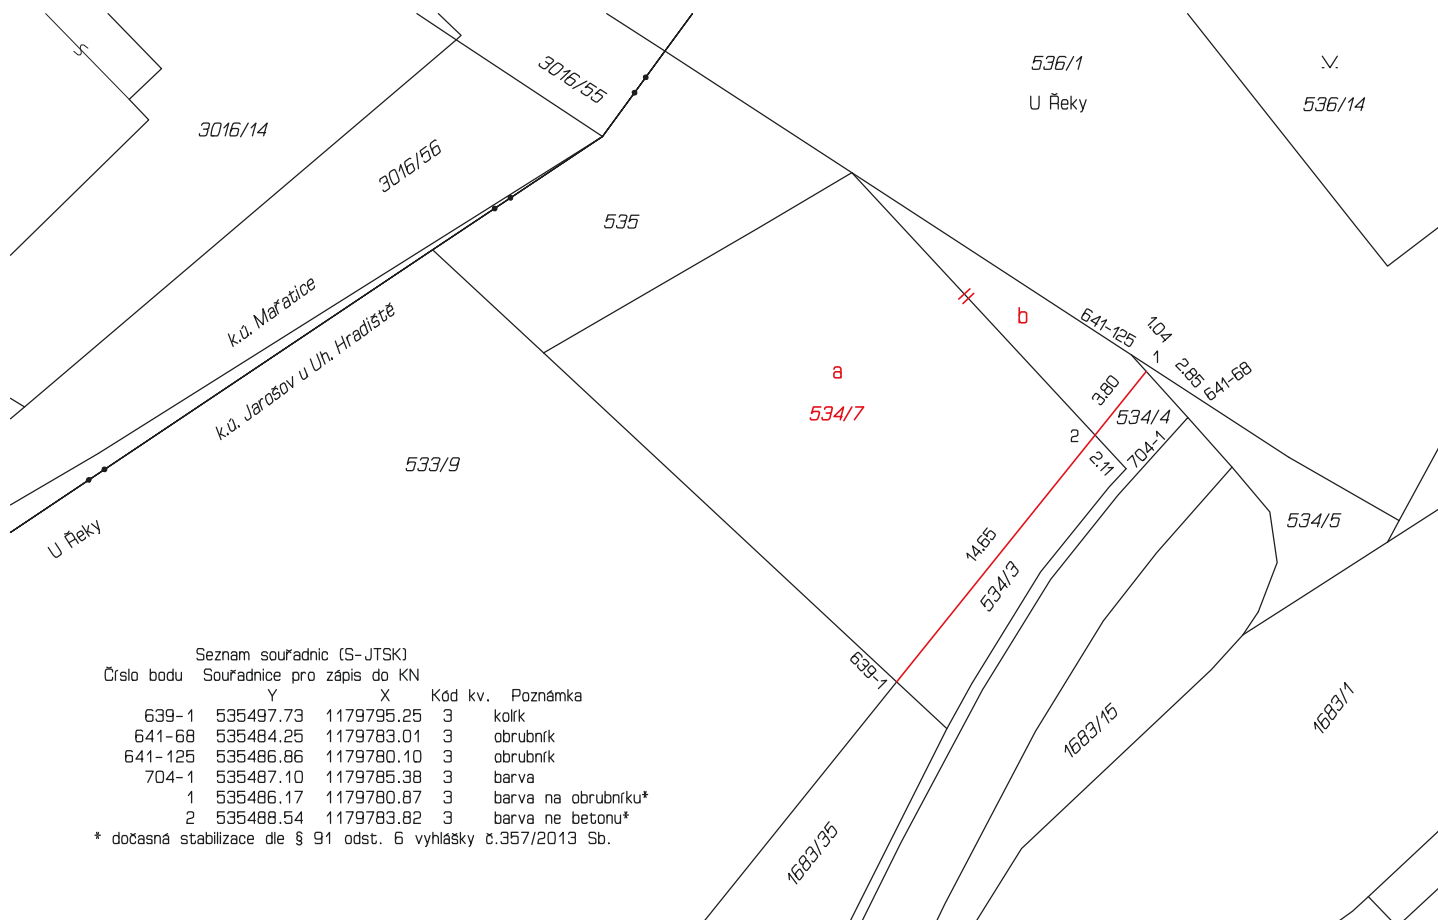 536/1
U Řeky
.V.
536/14
S
3016/14
3016/55
3016/56
535
k.ú. Mařatice
k.ú. Jarošov u Uh. Hradiště
U Řeky
533/9
a
534/7
b
641-125
1.04
1
2.85
641-68
3.80
534/4
2
2.11
704-1
534/5
14.65
534/3
639-1
1683/15
1683/1
1683/35
Seznam souřadnic (S-JTSK)
Číslo bodu Souřadnice pro zápis do KN
Y X Kód kv. Poznámka
639-1 535497.73 1179795.25 3 kolík
641-68 535484.25 1179783.01 3 obrubník
641-125 535486.86 1179780.10 3 obrubník
704-1 535487.10 1179785.38 3 barva
1 535486.17 1179780.87 3 barva na obrubníku*
2 535488.54 1179783.82 3 barva ne betonu*
* dočasná stabilizace dle § 91 odst. 6 vyhlášky č.357/2013 Sb.